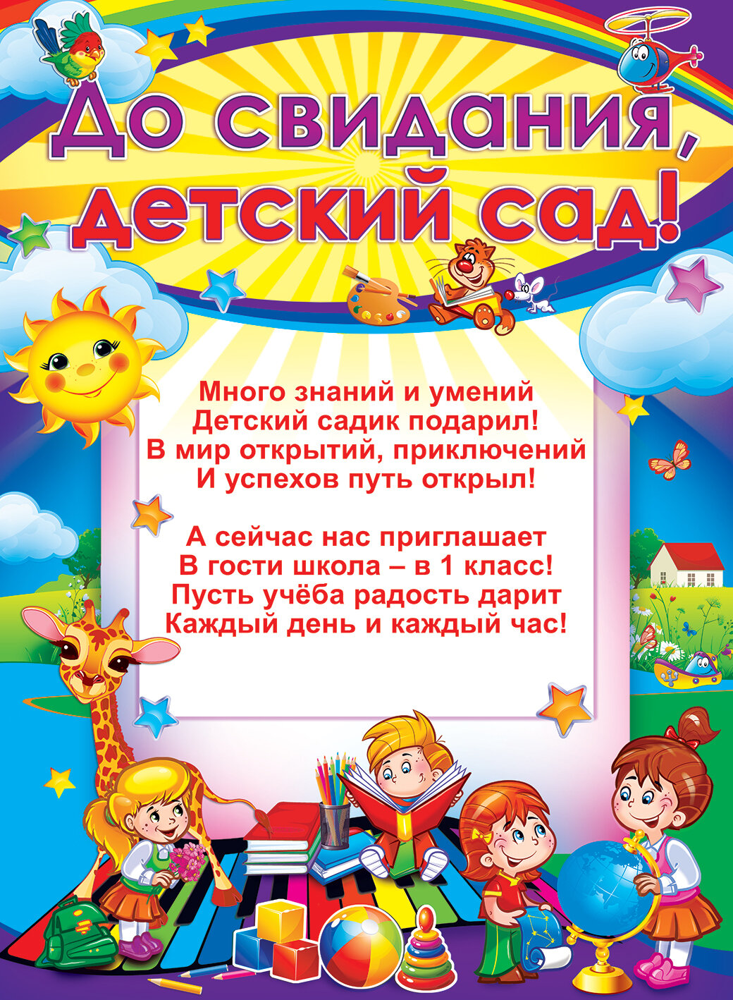 До свидания,
детский сад!
Много знаний и умений
Детский садик подарил!
В мир открытий, приключений
И успехов путь открыл!
А сейчас нас приглашает
В гости школа – в 1 класс!
Пусть учёба радость дарит
Каждый день и каждый час!